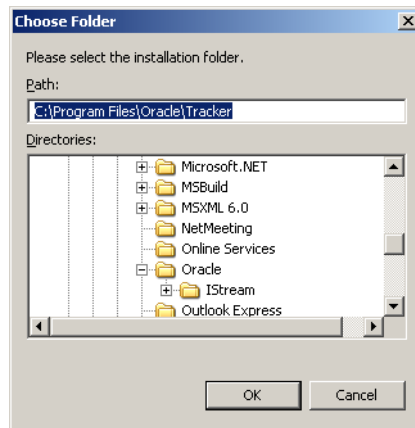 Choose Folder
Please select the installation folder.
Path:
C:\Program Files\Oracle\Tracker
Directories:
Microsoft.NET
MSBuild
MSXML 6.0
NetMeeting
Online Services
Oracle
IStream
Outlook Express
OK Cancel